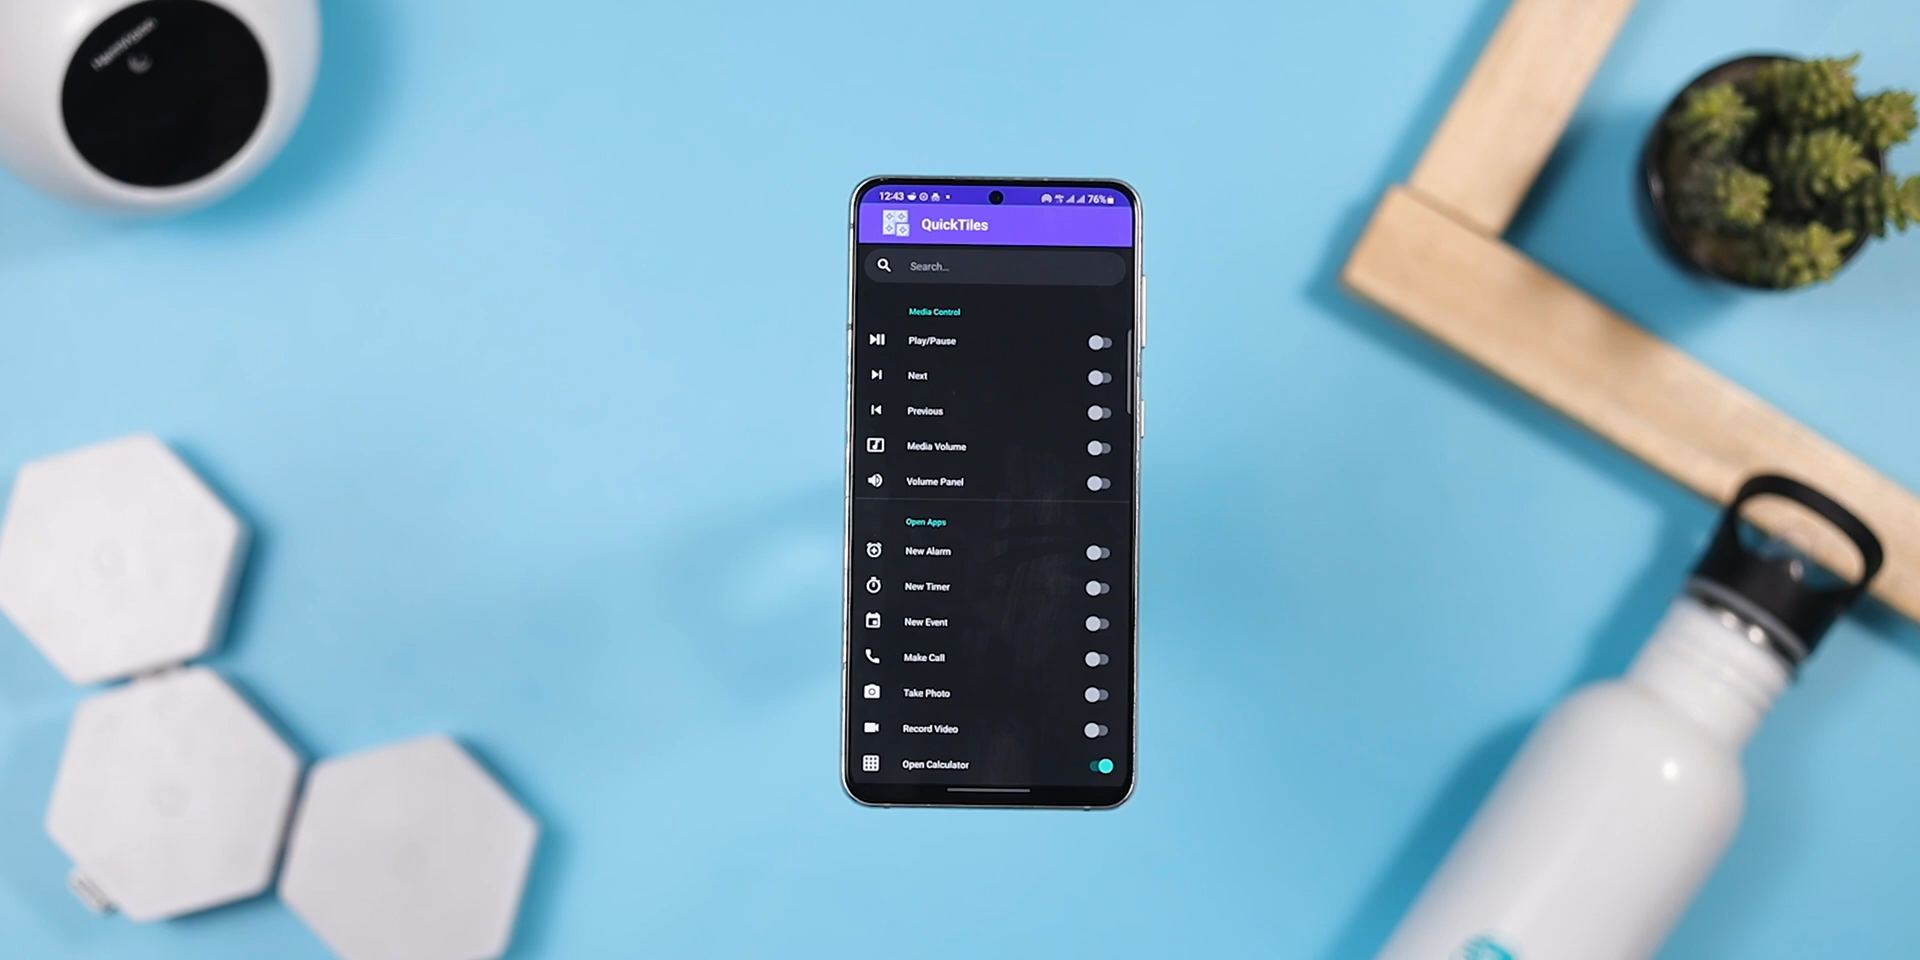 12:43 76%
QuickTiles
Search...
Media Control
Play/Pause
Next
Previous
Media Volume
Volume Panel
Open Apps
New Alarm
New Timer
New Event
Make Call
Take Photo
Record Video
Open Calculator